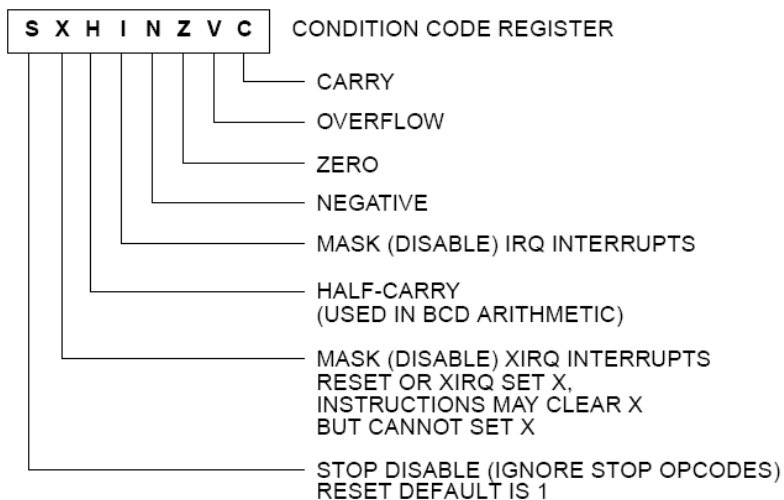 S X H I N Z V C CONDITION CODE REGISTER
CARRY
OVERFLOW
ZERO
NEGATIVE
MASK (DISABLE) IRQ INTERRUPTS
HALF-CARRY
(USED IN BCD ARITHMETIC)
MASK (DISABLE) XIRQ INTERRUPTS
RESET OR XIRQ SET X,
INSTRUCTIONS MAY CLEAR X
BUT CANNOT SET X
STOP DISABLE (IGNORE STOP OPCODES)
RESET DEFAULT IS 1